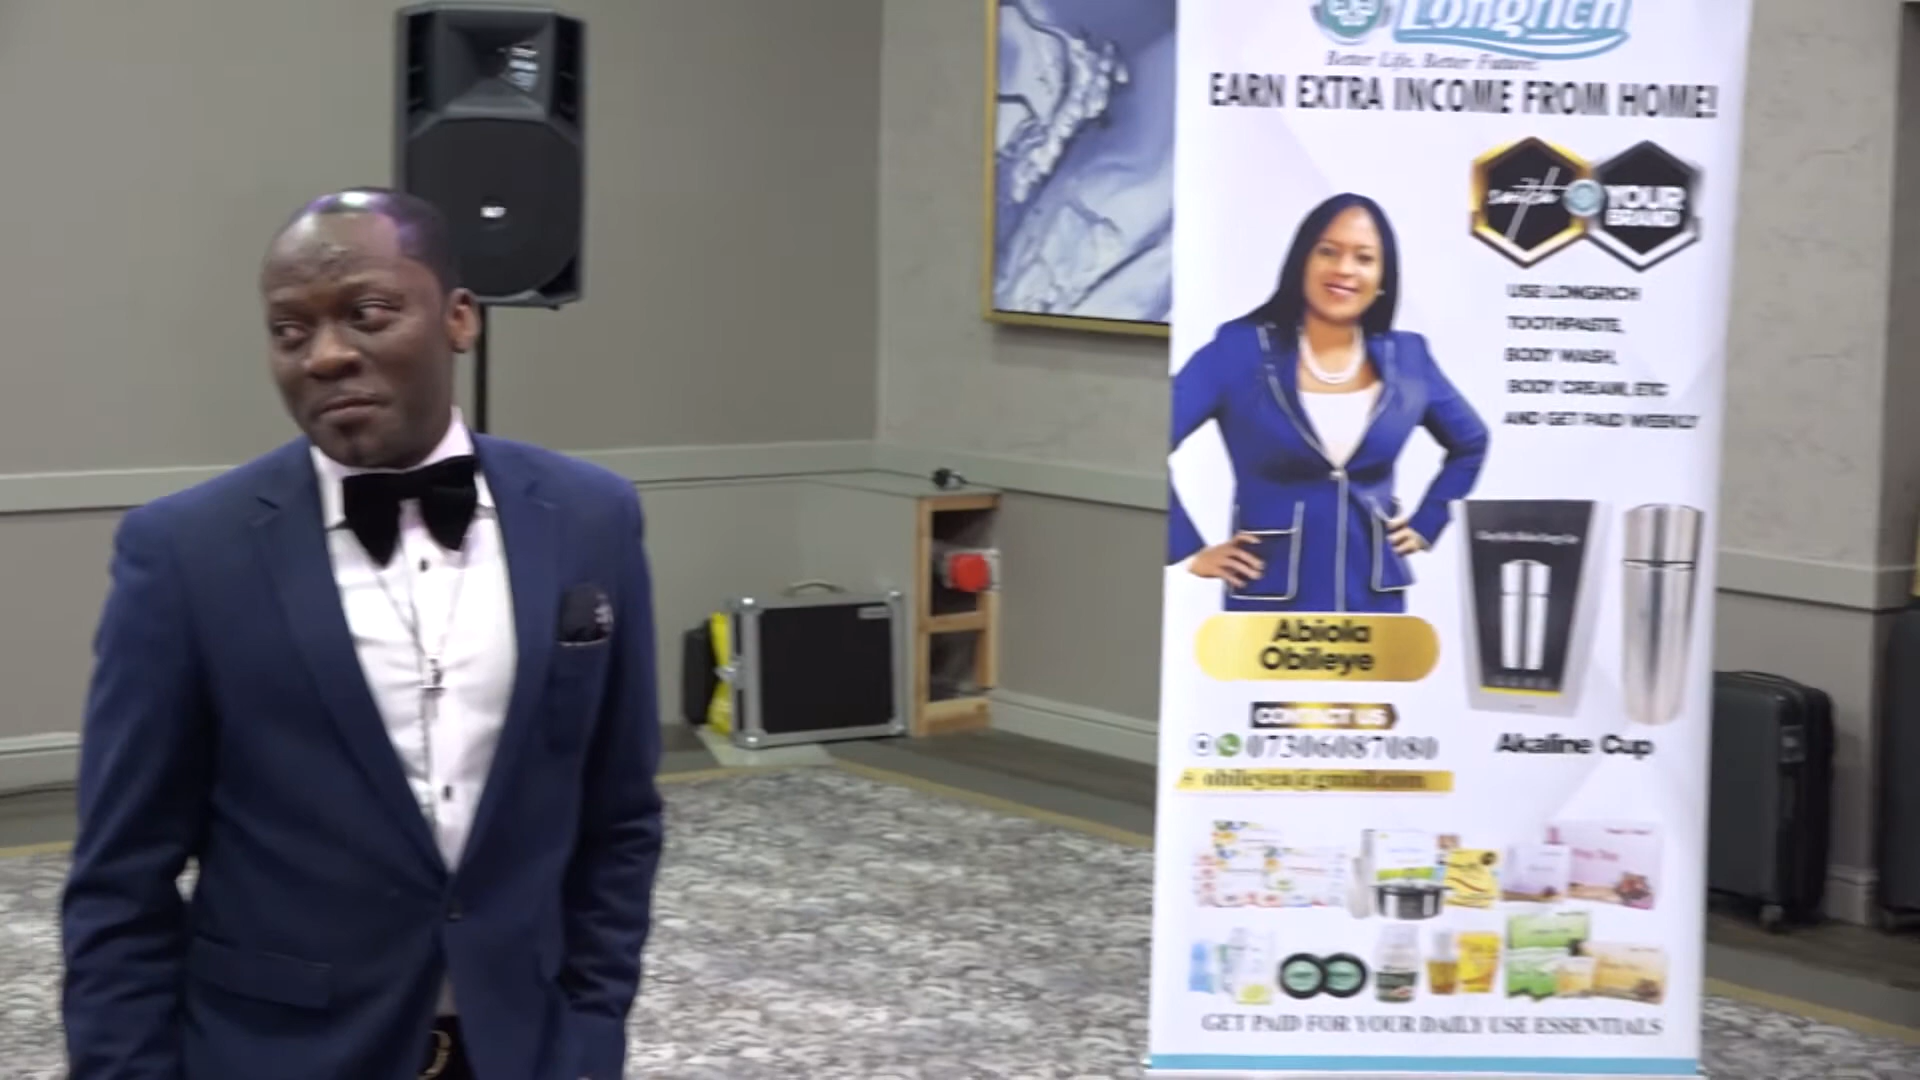 Longrich
Better Life. Better Future.
EARN EXTRA INCOME FROM HOME!
Switch
YOUR
BRAND
USE LONGRICH
TOOTHPASTE,
BODY WASH,
BODY CREAM, ETC
AND GET PAID WEEKLY
Abiola
Obileye
CONTACT US
07306087080
obileyea@gmail.com
Akaline Cup
GET PAID FOR YOUR DAILY USE ESSENTIALS